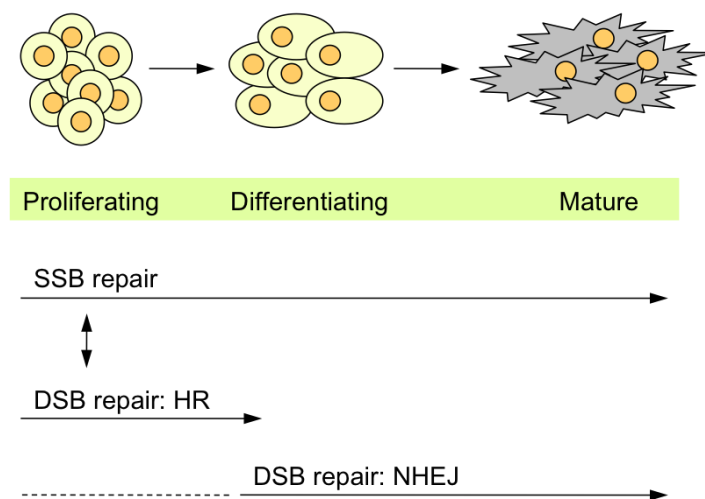 Proliferating Differentiating Mature
SSB repair
DSB repair: HR
DSB repair: NHEJ